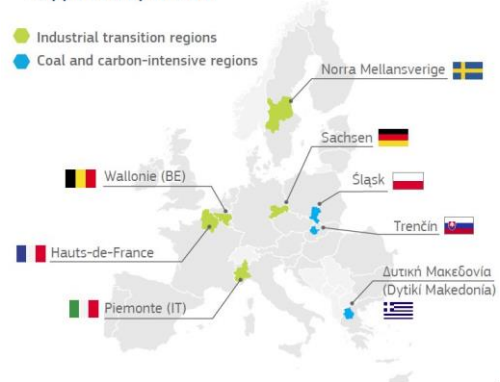 Industrial transition regions
Coal and carbon-intensive regions
Norra Mellansverige
Sachsen
Wallonie (BE)
Śląsk
Trenčín
Hauts-de-France
Δυτική Μακεδονία
(Dytikí Makedonía)
Piemonte (IT)